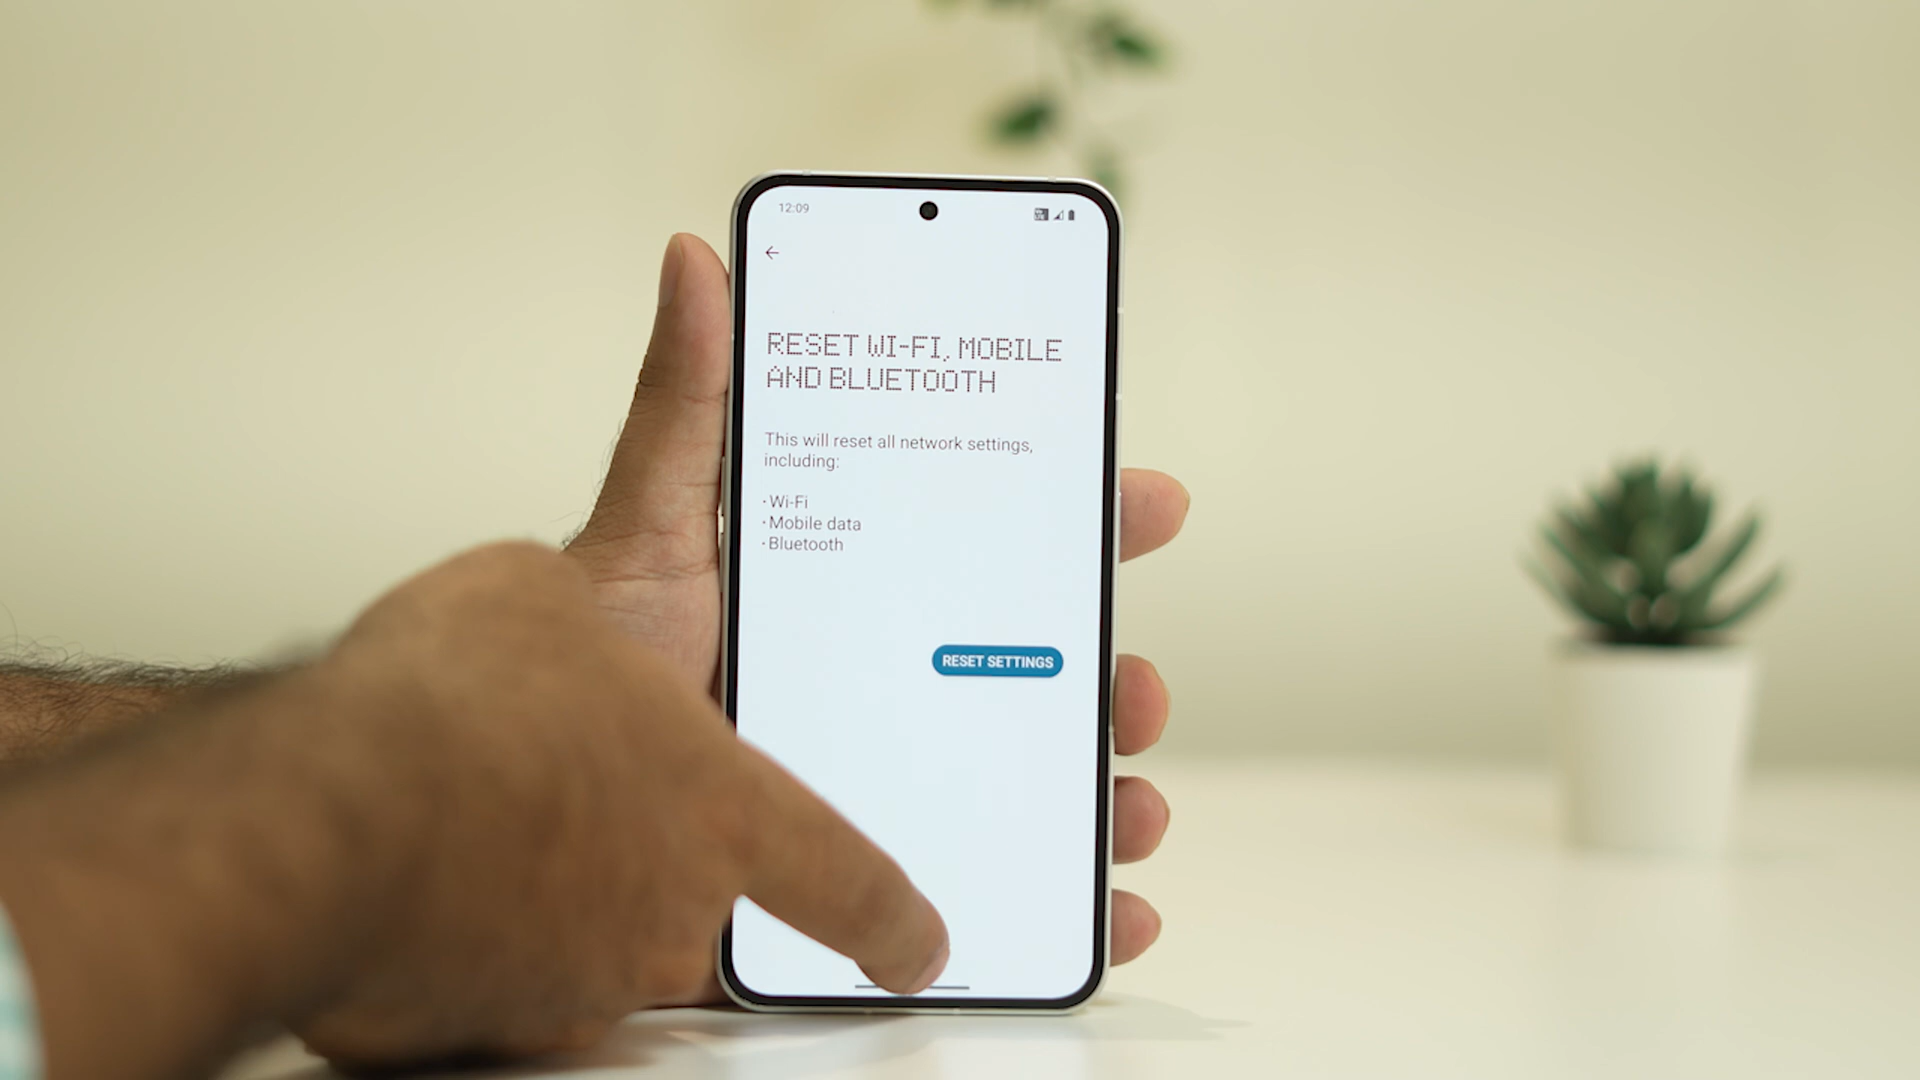 12:09
RESET WI-FI, MOBILE
AND BLUETOOTH
This will reset all network settings,
including:
· Wi-Fi
· Mobile data
· Bluetooth
RESET SETTINGS